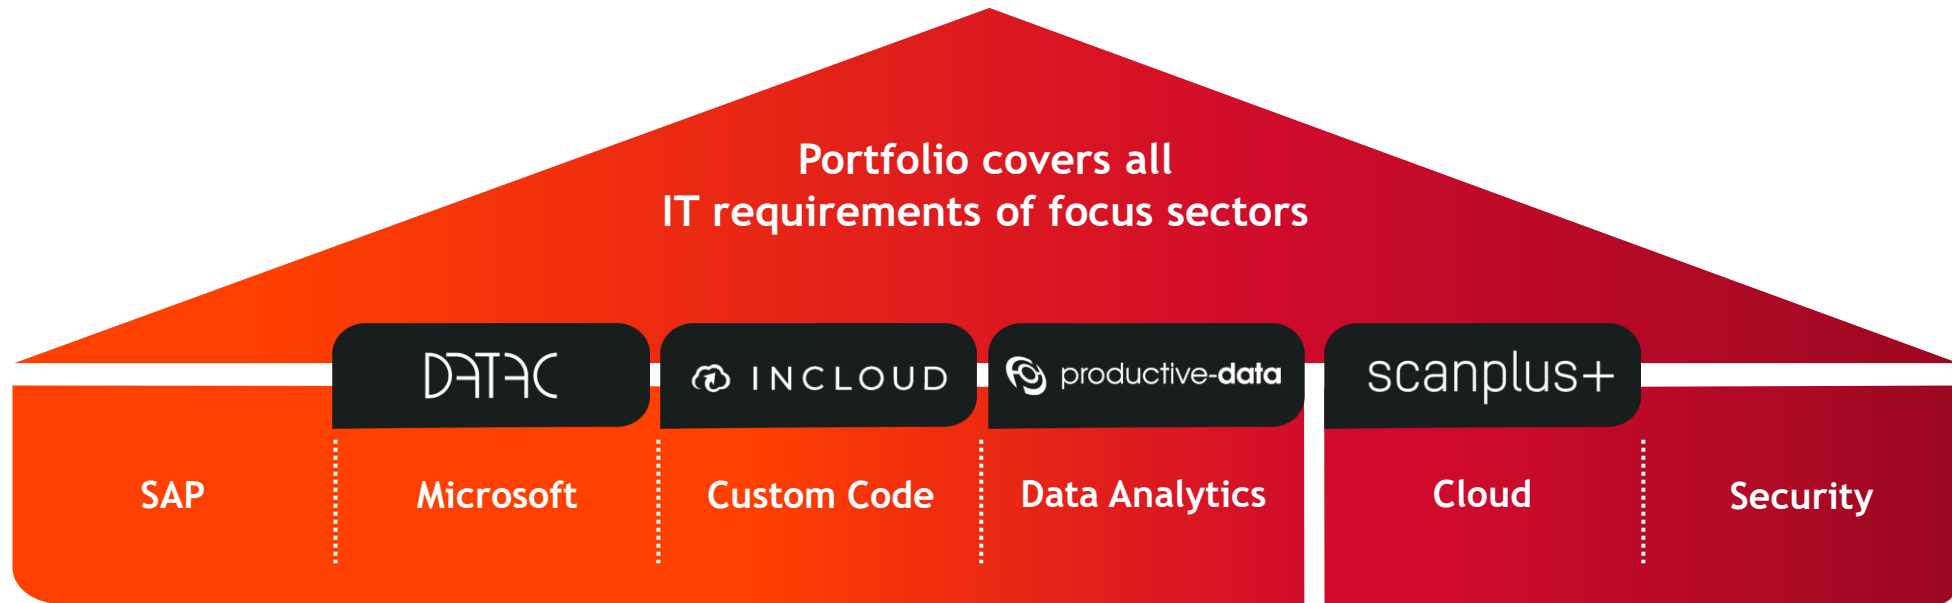 Portfolio covers all
IT requirements of focus sectors
DATAC
INCLOUD
productive-data
scanplus+
SAP
Microsoft
Custom Code
Data Analytics
Cloud
Security